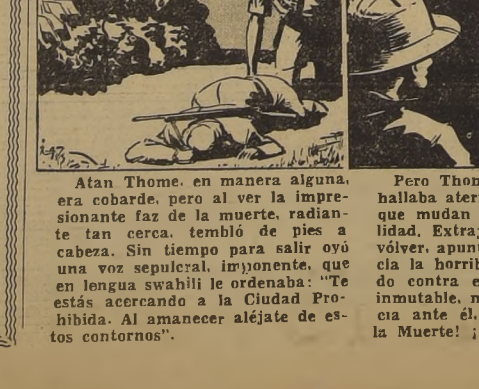 1-47
Atan Thome, en manera alguna,
era cobarde, pero al ver la impre-
sionante faz de la muerte, radian-
te tan cerca, tembló de pies a
cabeza. Sin tiempo para salir oyó
una voz sepulcral, imponente, que
en lengua swahili le ordenaba: "Te
estás acercando a la Ciudad Pro-
hibida. Al amanecer aléjate de es-
tos contornos".
Pero Thom
hallaba ater
que mudan
lidad. Extra
vólver, apun
cia la horrib
do contra e
inmutable, n
cia ante él.
la Muerte! ¡